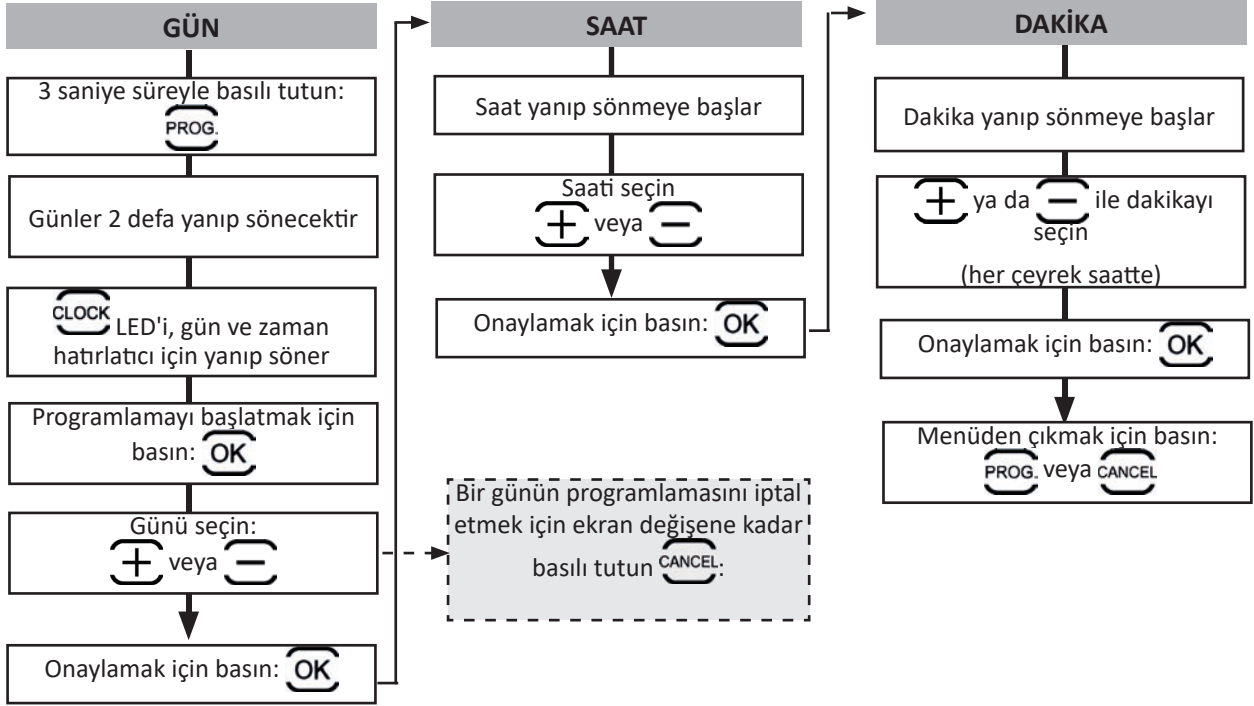 GÜN
3 saniye süreyle basılı tutun:
PROG.
Günler 2 defa yanıp sönecektir
CLOCK LED'i, gün ve zaman
hatırlatıcı için yanıp söner
Programlamayı başlatmak için
basın: OK
Günü seçin:
+ veya −
Onaylamak için basın: OK
SAAT
Saat yanıp sönmeye başlar
Saati seçin
+ veya −
Onaylamak için basın: OK
Bir günün programlamasını iptal
etmek için ekran değişene kadar
basılı tutun CANCEL:
DAKİKA
Dakika yanıp sönmeye başlar
+ ya da − ile dakikayı
seçin
(her çeyrek saatte)
Onaylamak için basın: OK
Menüden çıkmak için basın:
PROG. veya CANCEL